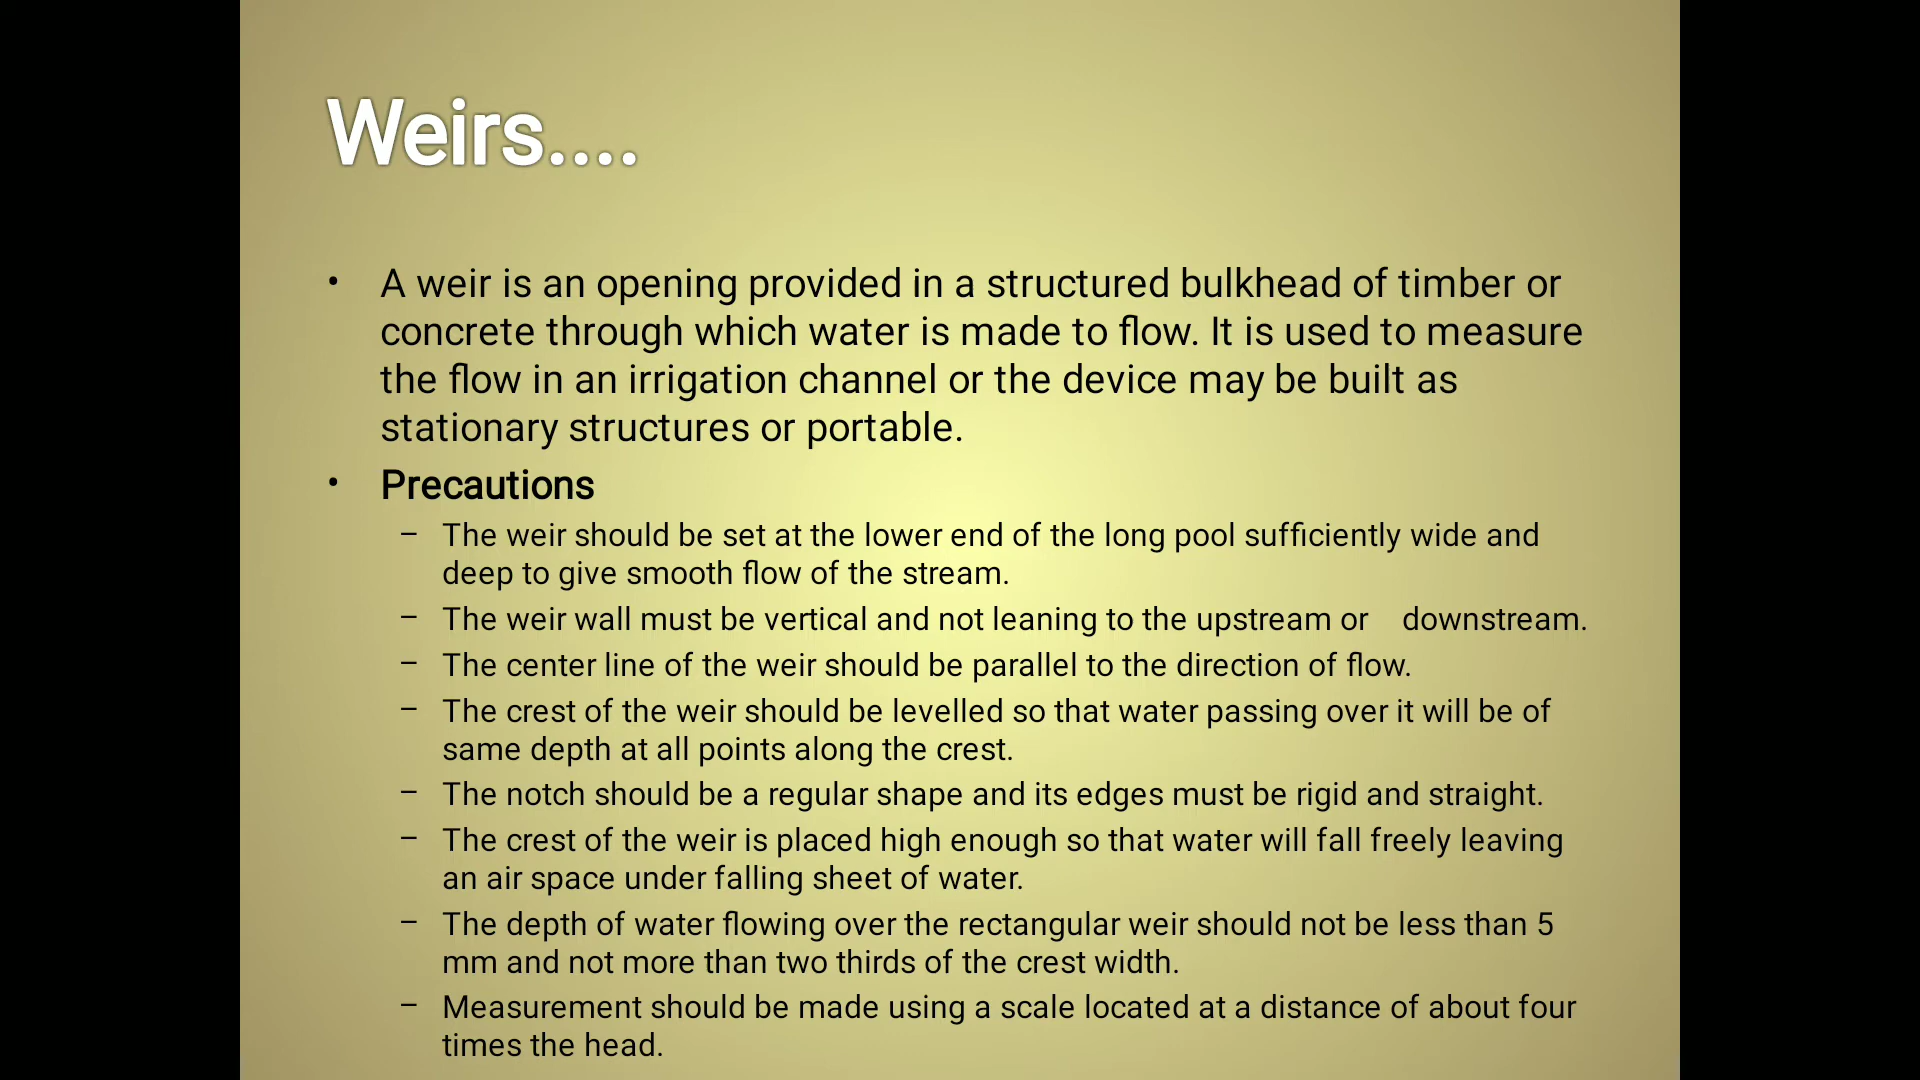 Weirs....
• A weir is an opening provided in a structured bulkhead of timber or
concrete through which water is made to flow. It is used to measure
the flow in an irrigation channel or the device may be built as
stationary structures or portable.
• Precautions
– The weir should be set at the lower end of the long pool sufficiently wide and
deep to give smooth flow of the stream.
– The weir wall must be vertical and not leaning to the upstream or downstream.
– The center line of the weir should be parallel to the direction of flow.
– The crest of the weir should be levelled so that water passing over it will be of
same depth at all points along the crest.
– The notch should be a regular shape and its edges must be rigid and straight.
– The crest of the weir is placed high enough so that water will fall freely leaving
an air space under falling sheet of water.
– The depth of water flowing over the rectangular weir should not be less than 5
mm and not more than two thirds of the crest width.
– Measurement should be made using a scale located at a distance of about four
times the head.